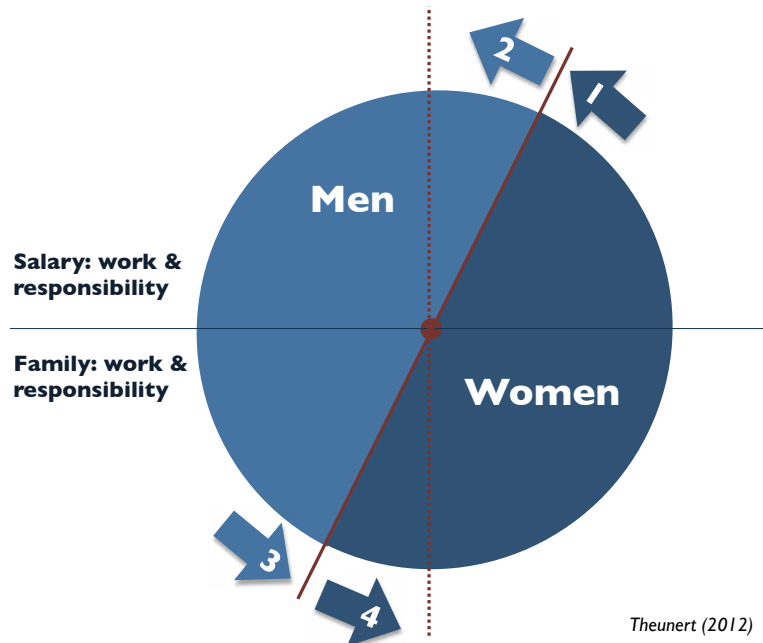 2
1
Men
Salary: work &
responsibility
Family: work &
responsibility
Women
3
4
Theunert (2012)